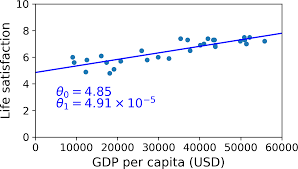 10
8
6
4
2
0
Life satisfaction
θ₀ = 4.85
θ₁ = 4.91 × 10⁻⁵
0 10000 20000 30000 40000 50000 60000
GDP per capita (USD)